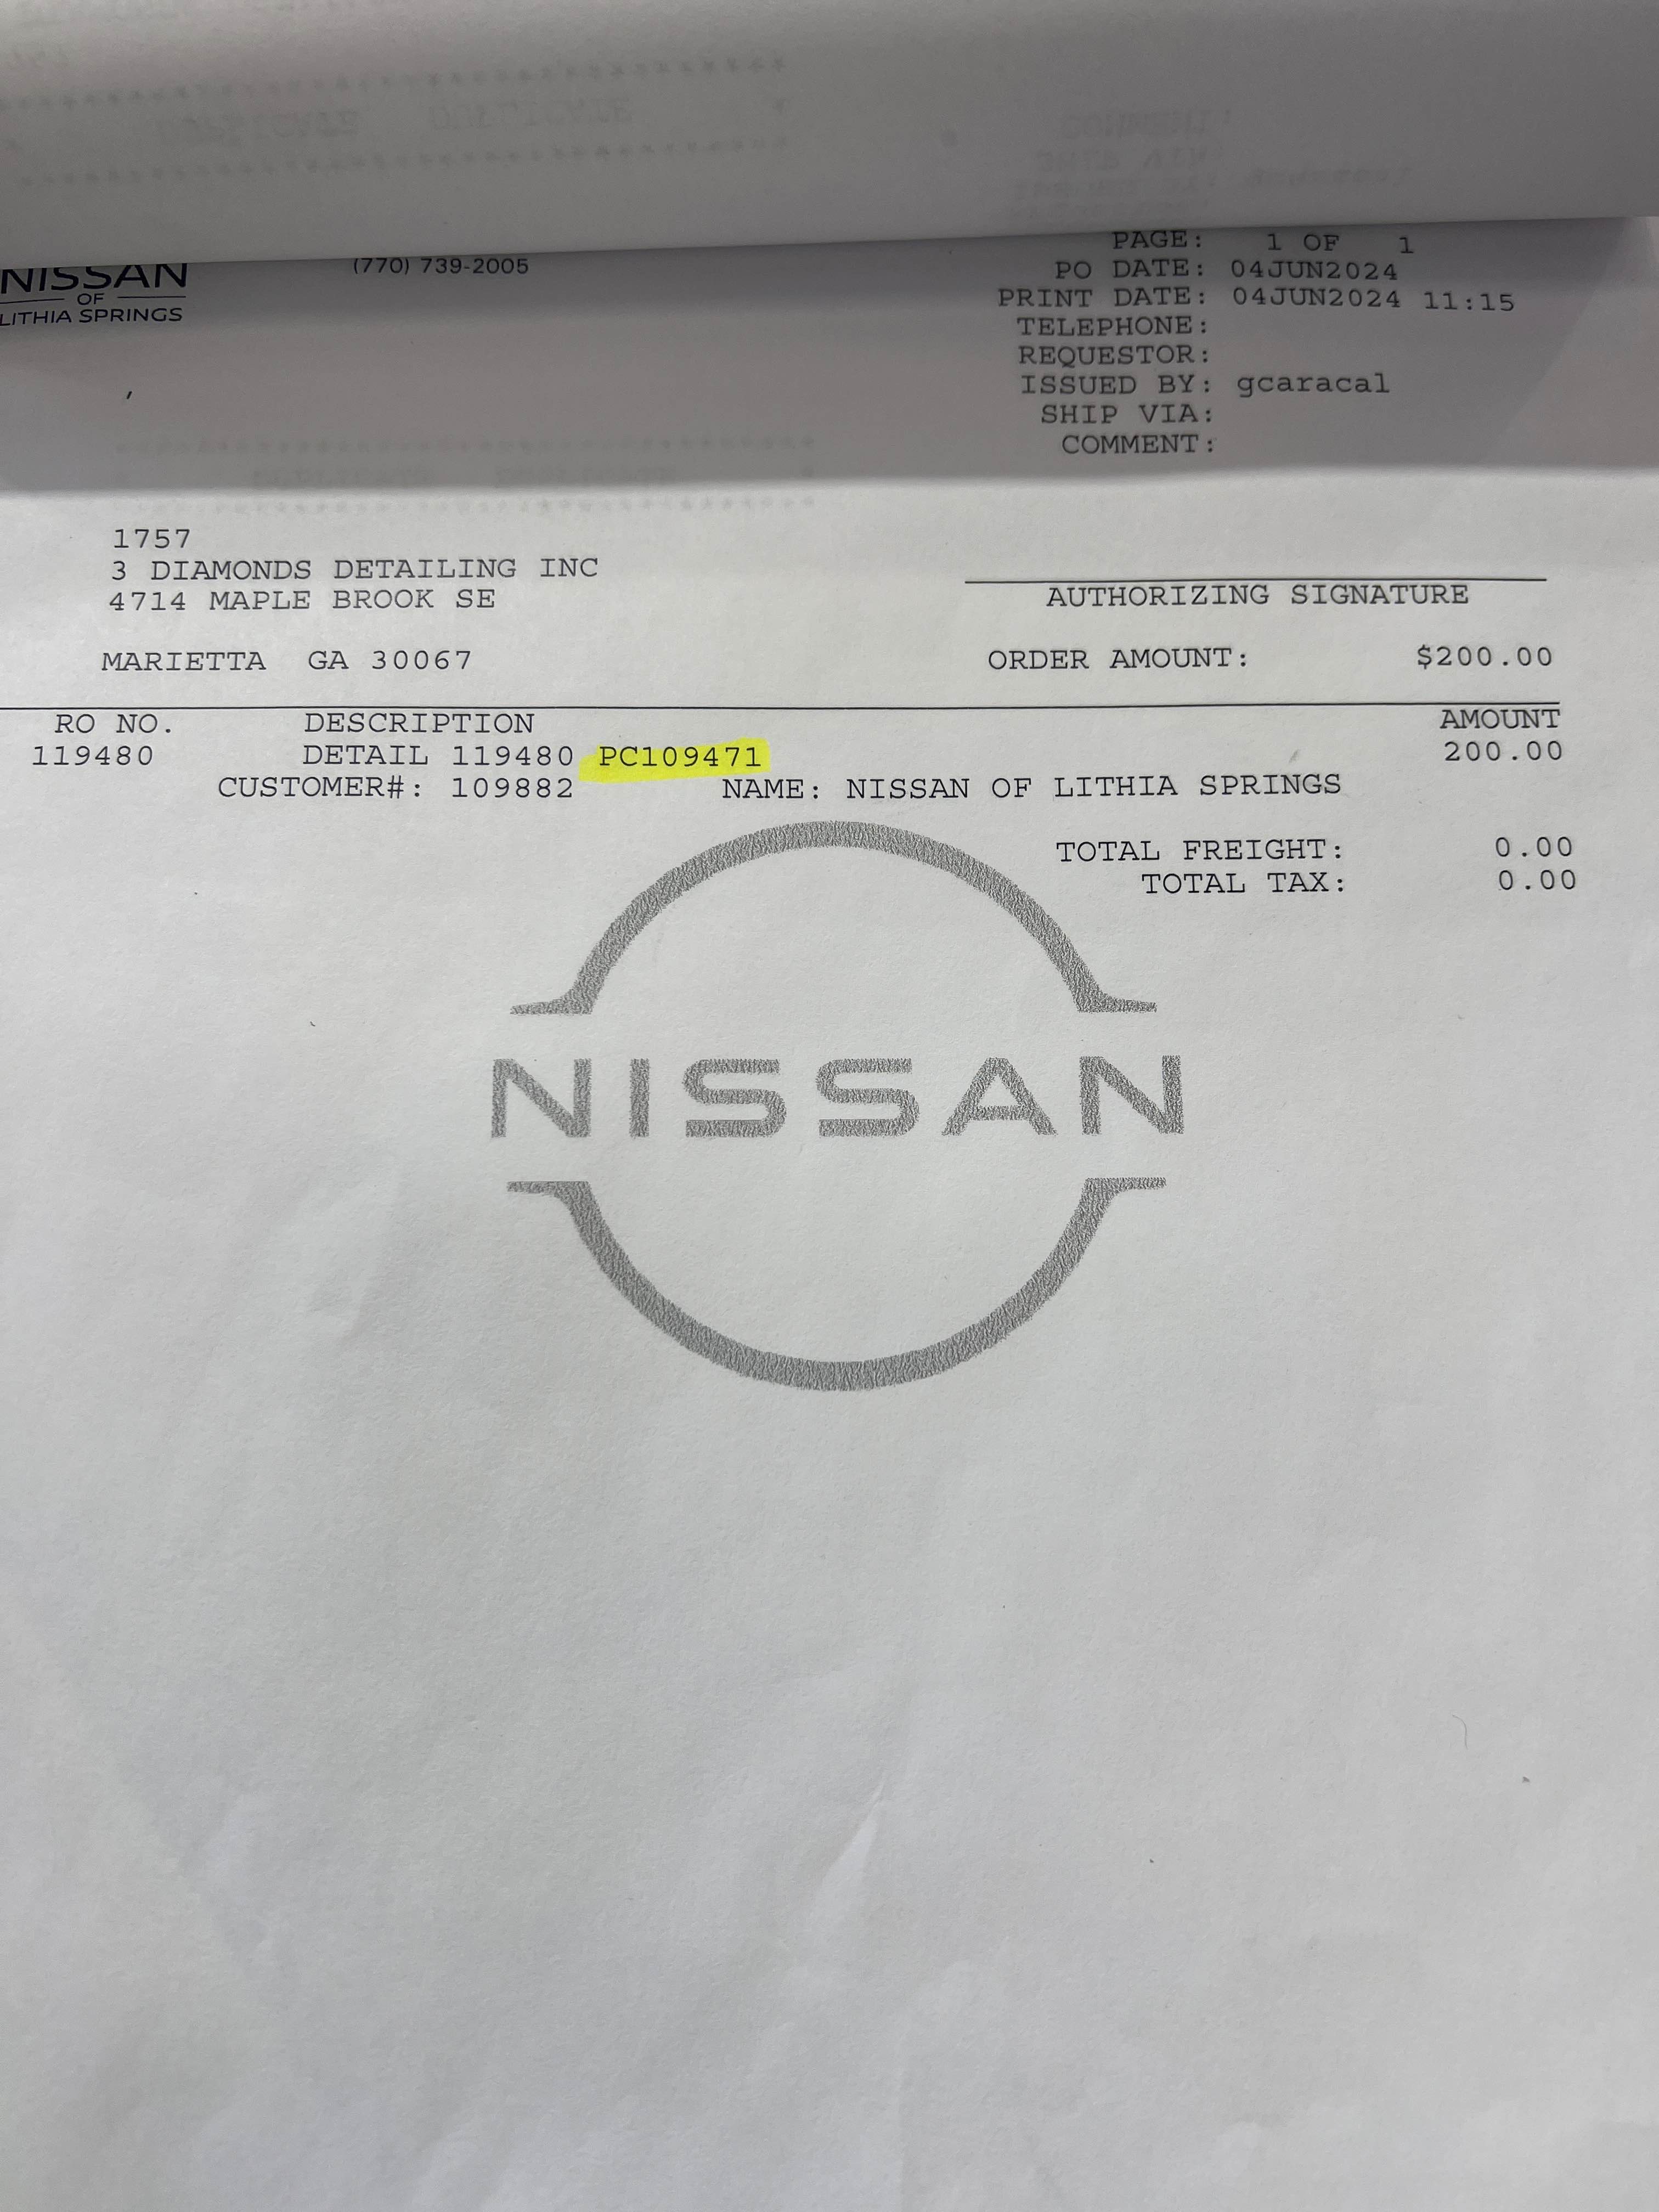 PAGE: 1 OF 1
NISSAN (770) 739-2005
OF
LITHIA SPRINGS
PO DATE: 04JUN2024
PRINT DATE: 04JUN2024 11:15
TELEPHONE:
REQUESTOR:
ISSUED BY: gcaracal
SHIP VIA:
COMMENT:
1757
3 DIAMONDS DETAILING INC
4714 MAPLE BROOK SE
AUTHORIZING SIGNATURE
MARIETTA GA 30067
ORDER AMOUNT: $200.00
RO NO. DESCRIPTION AMOUNT
119480 DETAIL 119480 PC109471 200.00
CUSTOMER#: 109882 NAME: NISSAN OF LITHIA SPRINGS
TOTAL FREIGHT: 0.00
TOTAL TAX: 0.00
NISSAN